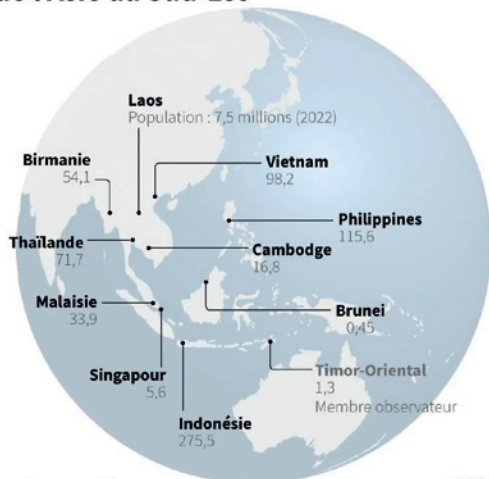 Laos
Population : 7,5 millions (2022)
Birmanie
54,1
Vietnam
98,2
Philippines
115,6
Thaïlande
71,7
Cambodge
16,8
Malaisie
33,9
Brunei
0,45
Singapour
5,6
Timor-Oriental
1,3
Membre observateur
Indonésie
275,5